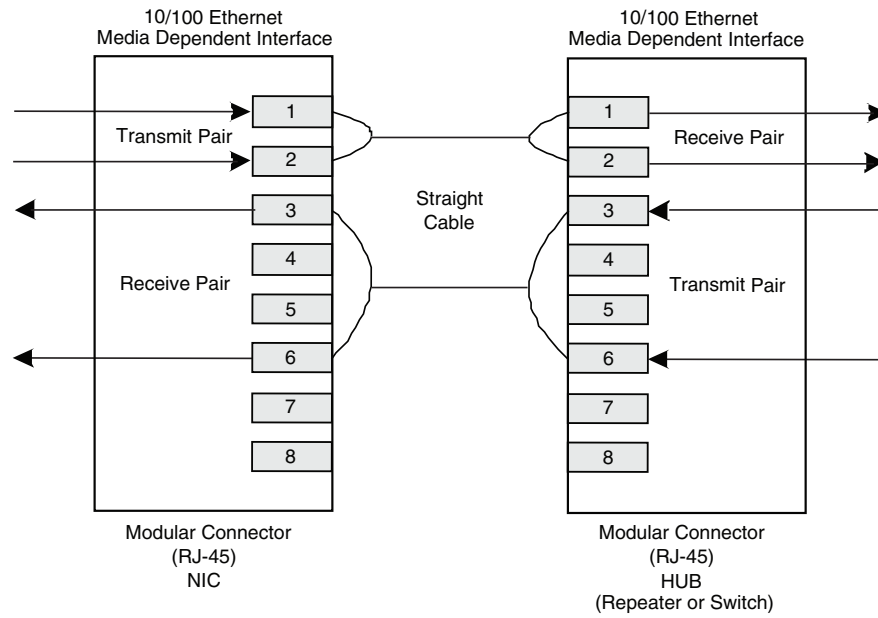 10/100 Ethernet
Media Dependent Interface
10/100 Ethernet
Media Dependent Interface
1
Transmit Pair
2
3
4
Receive Pair
5
6
7
8
Straight
Cable
1
Receive Pair
2
3
4
Transmit Pair
5
6
7
8
Modular Connector
(RJ-45)
NIC
Modular Connector
(RJ-45)
HUB
(Repeater or Switch)